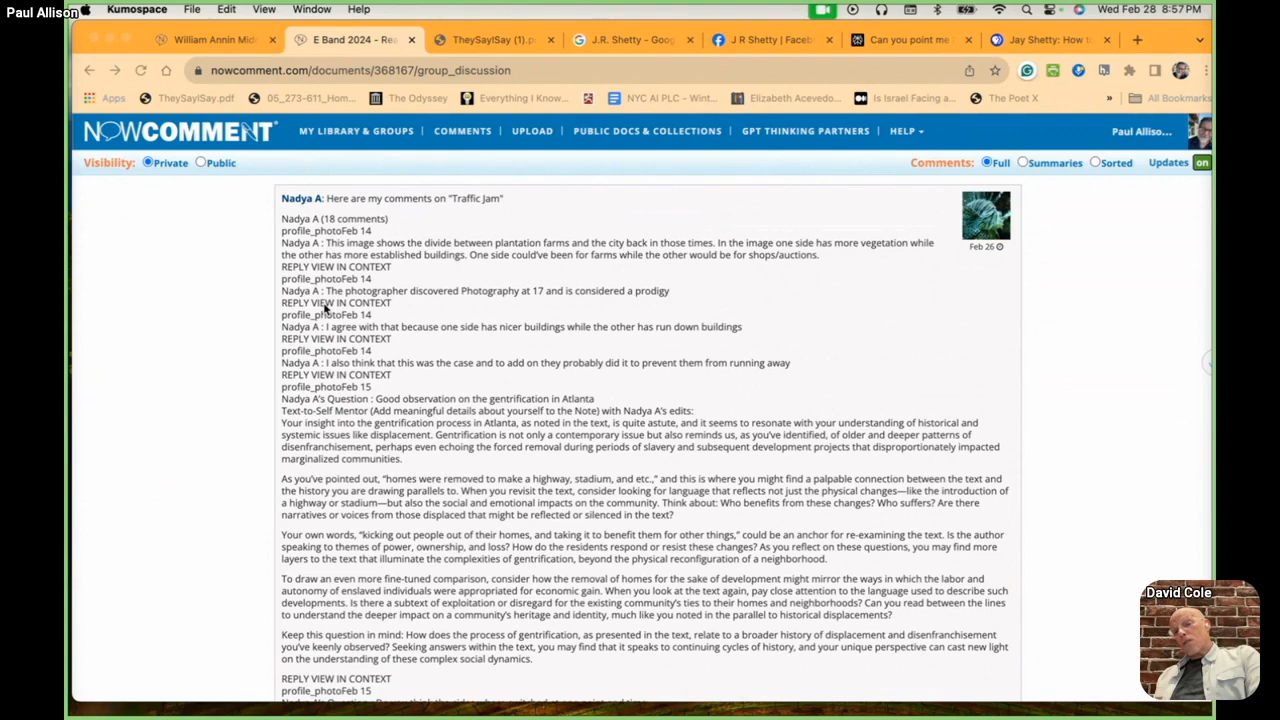 Paul Allison
Kumospace File Edit View Window Help
Wed Feb 28 8:57PM
William Annin Mid
E Band 2024 - Rea
TheySayISay (1).p
J.R. Shetty - Goog
J R Shetty | Faceb
Can you point me
Jay Shetty: How t
nowcomment.com/documents/368167/group_discussion
Apps
TheySayISay.pdf
05_273-611_Hom...
The Odyssey
Everything I Know...
NYC AI PLC - Wint...
Elizabeth Acevedo...
Is Israel Facing a...
The Poet X
»
All Bookmarks
NOWCOMMENT®
MY LIBRARY & GROUPS | COMMENTS | UPLOAD | PUBLIC DOCS & COLLECTIONS | GPT THINKING PARTNERS | HELP
Paul Alliso...
Visibility: Private Public
Comments: Full Summaries Sorted Updates on
Nadya A: Here are my comments on "Traffic Jam"
Feb 26
Nadya A (18 comments)
profile_photoFeb 14
Nadya A : This image shows the divide between plantation farms and the city back in those times. In the image one side has more vegetation while
the other has more established buildings. One side could've been for farms while the other would be for shops/auctions.
REPLY VIEW IN CONTEXT
profile_photoFeb 14
Nadya A : The photographer discovered Photography at 17 and is considered a prodigy
REPLY VIEW IN CONTEXT
profile_photoFeb 14
Nadya A : I agree with that because one side has nicer buildings while the other has run down buildings
REPLY VIEW IN CONTEXT
profile_photoFeb 14
Nadya A : I also think that this was the case and to add on they probably did it to prevent them from running away
REPLY VIEW IN CONTEXT
profile_photoFeb 15
Nadya A's Question : Good observation on the gentrification in Atlanta
Text-to-Self Mentor (Add meaningful details about yourself to the Note) with Nadya A's edits:
Your insight into the gentrification process in Atlanta, as noted in the text, is quite astute, and it seems to resonate with your understanding of historical and
systemic issues like displacement. Gentrification is not only a contemporary issue but also reminds us, as you've identified, of older and deeper patterns of
disenfranchisement, perhaps even echoing the forced removal during periods of slavery and subsequent development projects that disproportionately impacted
marginalized communities.
As you've pointed out, "homes were removed to make a highway, stadium, and etc.," and this is where you might find a palpable connection between the text and
the history you are drawing parallels to. When you revisit the text, consider looking for language that reflects not just the physical changes—like the introduction of
a highway or stadium—but also the social and emotional impacts on the community. Think about: Who benefits from these changes? Who suffers? Are there
narratives or voices from those displaced that might be reflected or silenced in the text?
Your own words, "kicking out people out of their homes, and taking it to benefit them for other things," could be an anchor for re-examining the text. Is the author
speaking to themes of power, ownership, and loss? How do the residents respond or resist these changes? As you reflect on these questions, you may find more
layers to the text that illuminate the complexities of gentrification, beyond the physical reconfiguration of a neighborhood.
To draw an even more fine-tuned comparison, consider how the removal of homes for the sake of development might mirror the ways in which the labor and
autonomy of enslaved individuals were appropriated for economic gain. When you look at the text again, pay close attention to the language used to describe such
developments. Is there a subtext of exploitation or disregard for the existing community's ties to their homes and neighborhoods? Can you read between the lines
to understand the deeper impact on a community's heritage and identity, much like you noted in the parallel to historical displacements?
Keep this question in mind: How does the process of gentrification, as presented in the text, relate to a broader history of displacement and disenfranchisement
you've keenly observed? Seeking answers within the text, you may find that it speaks to continuing cycles of history, and your unique perspective can cast new light
on the understanding of these complex social dynamics.
REPLY VIEW IN CONTEXT
profile_photoFeb 15
David Cole